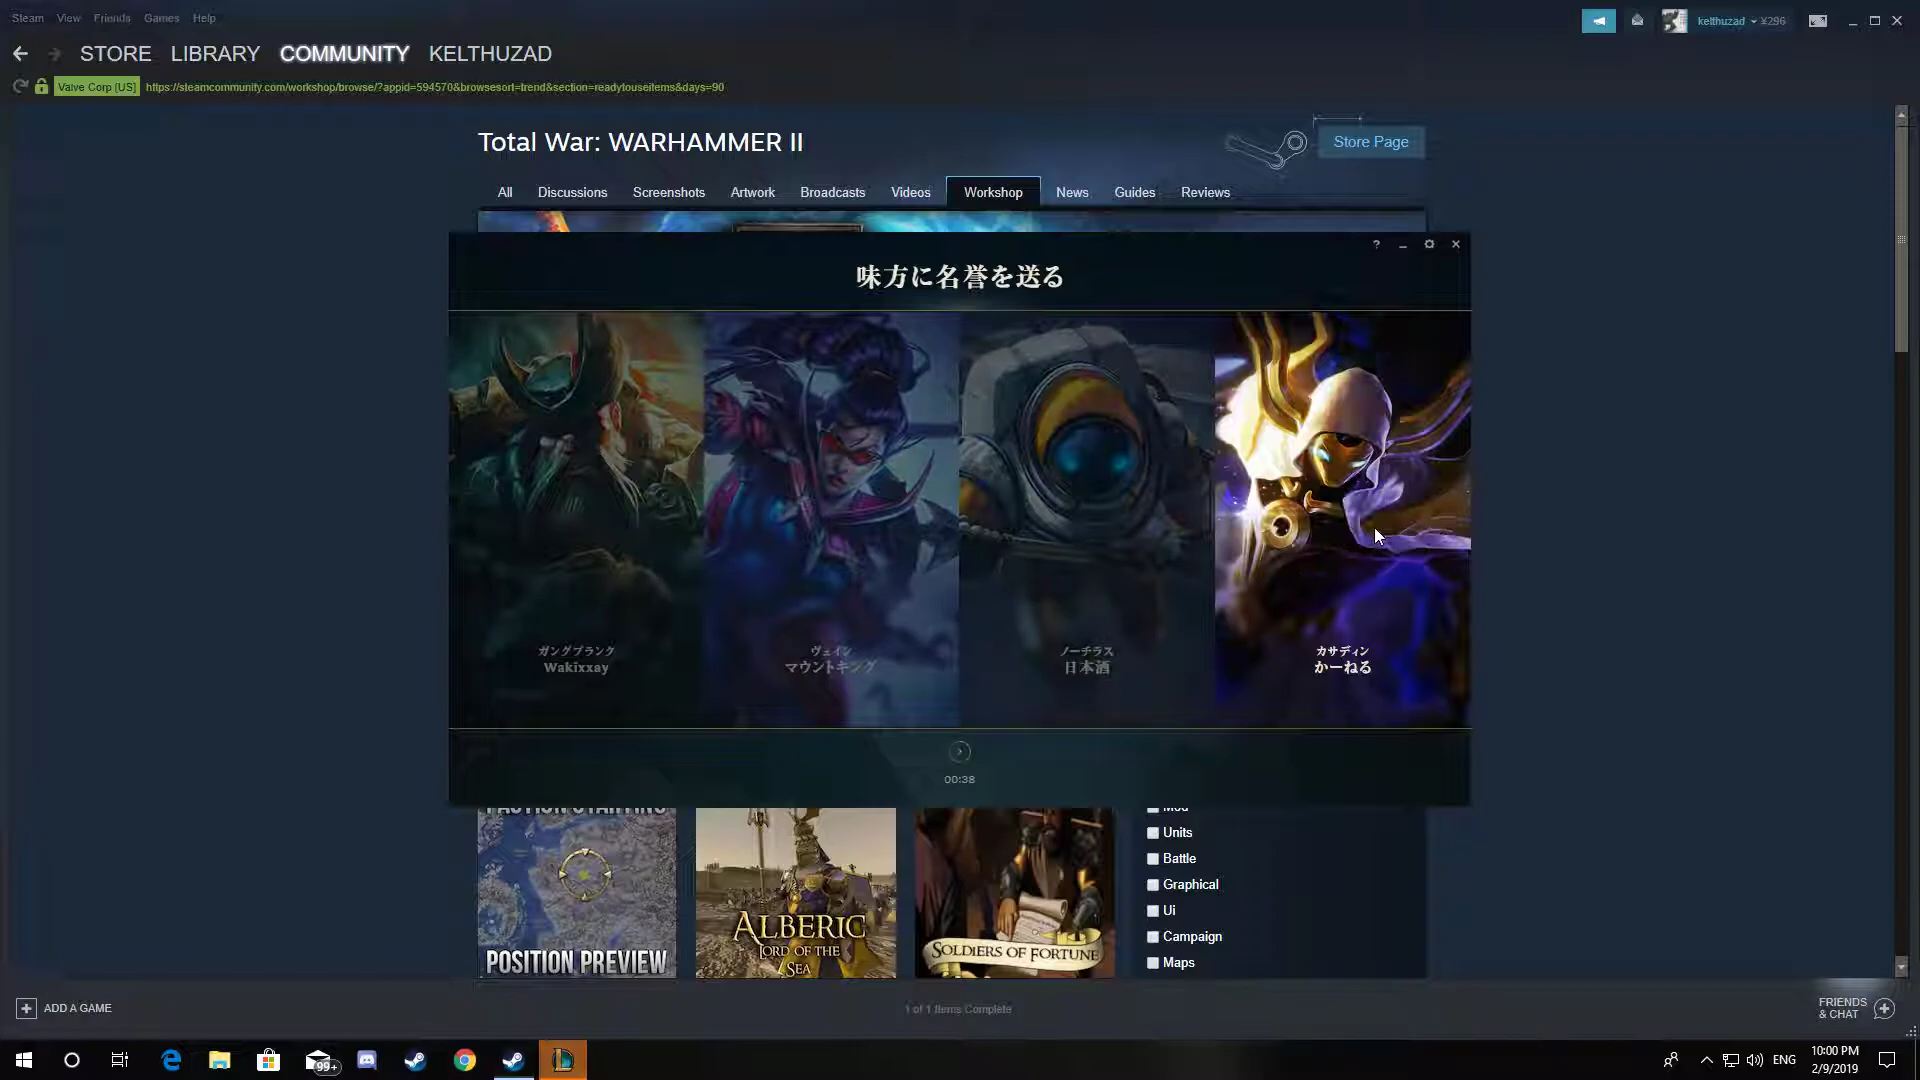 Steam View Friends Games Help
kelthuzad ¥296
STORE LIBRARY COMMUNITY KELTHUZAD
Valve Corp [US] https://steamcommunity.com/workshop/browse/?appid=594570&browsesort=trend&section=readytouseitems&days=90
Total War: WARHAMMER II
Store Page
All Discussions Screenshots Artwork Broadcasts Videos Workshop News Guides Reviews
味方に名誉を送る
ガングプランク
Wakixxay
ヴェイン
マウントキング
ノーチラス
日本酒
カサディン
かーねる
00:38
POSITION PREVIEW
ALBERIC
LORD OF THE
SEA
SOLDIERS OF FORTUNE
Mod
Units
Battle
Graphical
Ui
Campaign
Maps
ADD A GAME
1 of 1 Items Complete
FRIENDS
& CHAT
99+
ENG
10:00 PM
2/9/2019